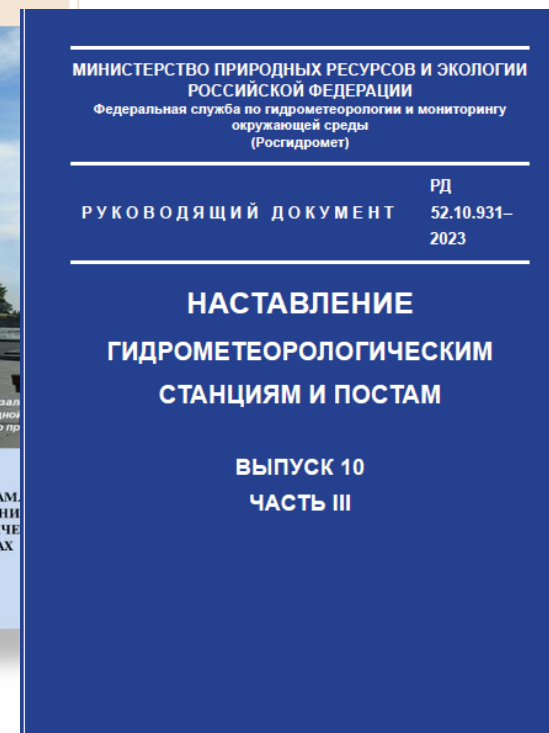 МИНИСТЕРСТВО ПРИРОДНЫХ РЕСУРСОВ И ЭКОЛОГИИ
РОССИЙСКОЙ ФЕДЕРАЦИИ
Федеральная служба по гидрометеорологии и мониторингу
окружающей среды
(Росгидромет)
РУКОВОДЯЩИЙ ДОКУМЕНТ
РД
52.10.931–
2023
НАСТАВЛЕНИЕ
ГИДРОМЕТЕОРОЛОГИЧЕСКИМ
СТАНЦИЯМ И ПОСТАМ
ВЫПУСК 10
ЧАСТЬ III